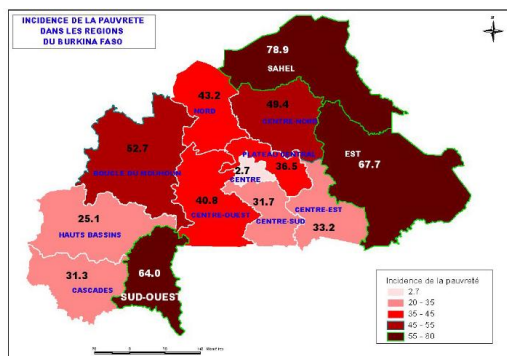 INCIDENCE DE LA PAUVRETE
DANS LES REGIONS
DU BURKINA FASO
78.9
SAHEL
43.2
NORD
49.4
CENTRE-NORD
52.7
BOUCLE DU MOUHOUN
PLATEAU CENTRAL
36.5
EST
67.7
2.7
CENTRE
40.8
CENTRE-OUEST
31.7
CENTRE-SUD
CENTRE-EST
33.2
25.1
HAUTS BASSINS
31.3
CASCADES
64.0
SUD-OUEST
Incidence de la pauvreté
2.7
20 - 35
35 - 45
45 - 55
55 - 80